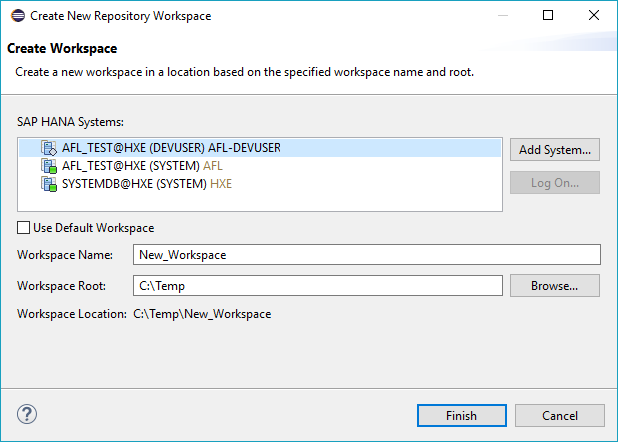 Create New Repository Workspace
Create Workspace
Create a new workspace in a location based on the specified workspace name and root.
SAP HANA Systems:
AFL_TEST@HXE (DEVUSER) AFL-DEVUSER
AFL_TEST@HXE (SYSTEM) AFL
SYSTEMDB@HXE (SYSTEM) HXE
Add System...
Log On...
Use Default Workspace
Workspace Name: New_Workspace
Workspace Root: C:\Temp Browse...
Workspace Location: C:\Temp\New_Workspace
? Finish Cancel